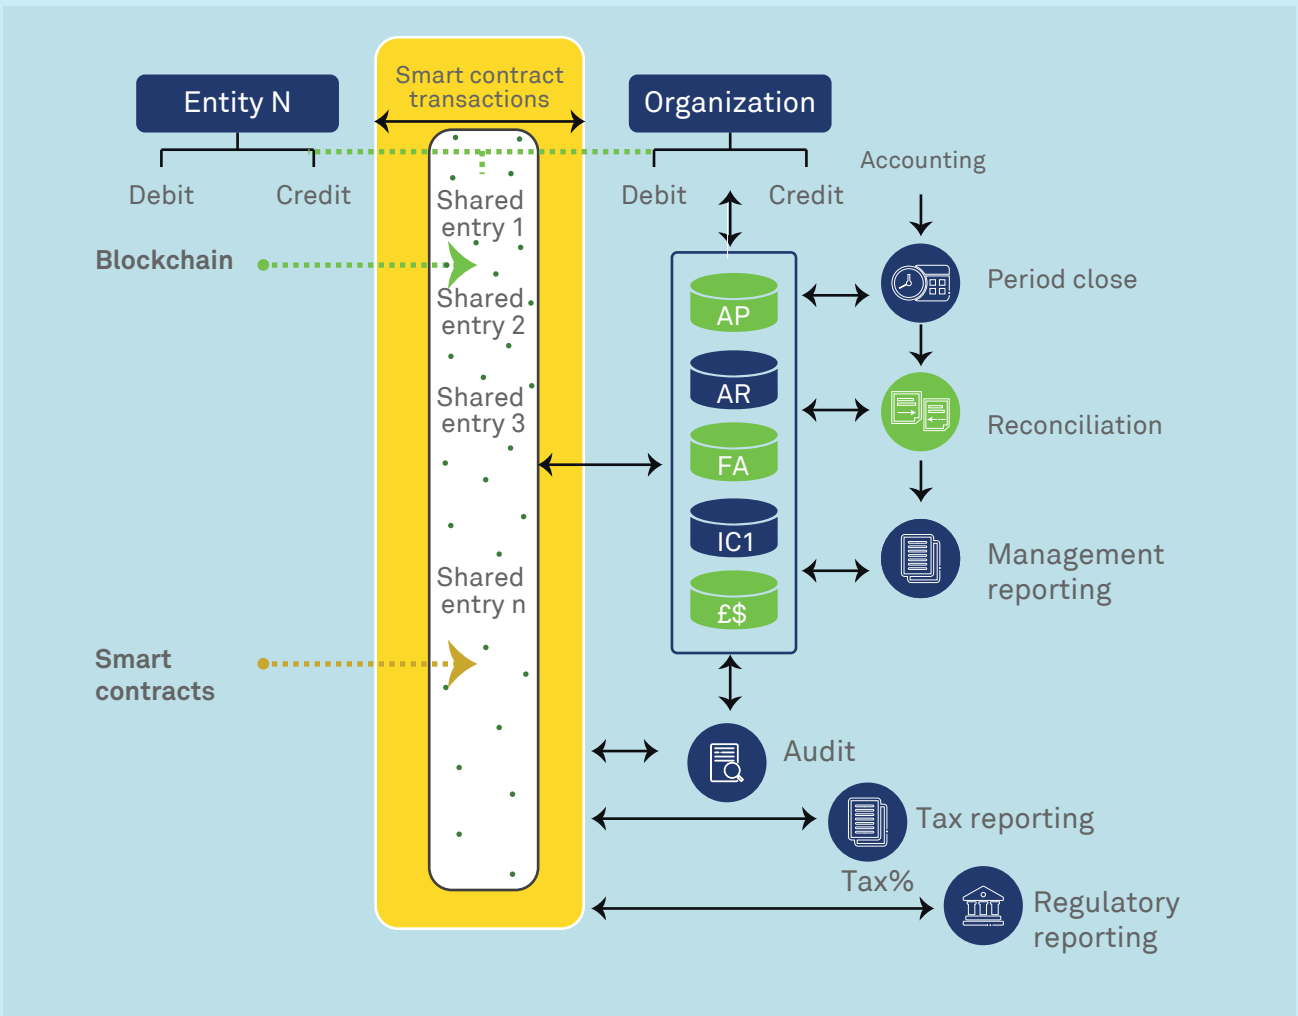 Smart contract
transactions
Entity N
Organization
Debit
Credit
Debit
Credit
Accounting
Shared
entry 1
Blockchain
Period close
Shared
entry 2
AP
AR
Shared
entry 3
Reconciliation
FA
IC1
Management
reporting
Shared
entry n
£$
Smart
contracts
Audit
Tax reporting
Tax%
Regulatory
reporting